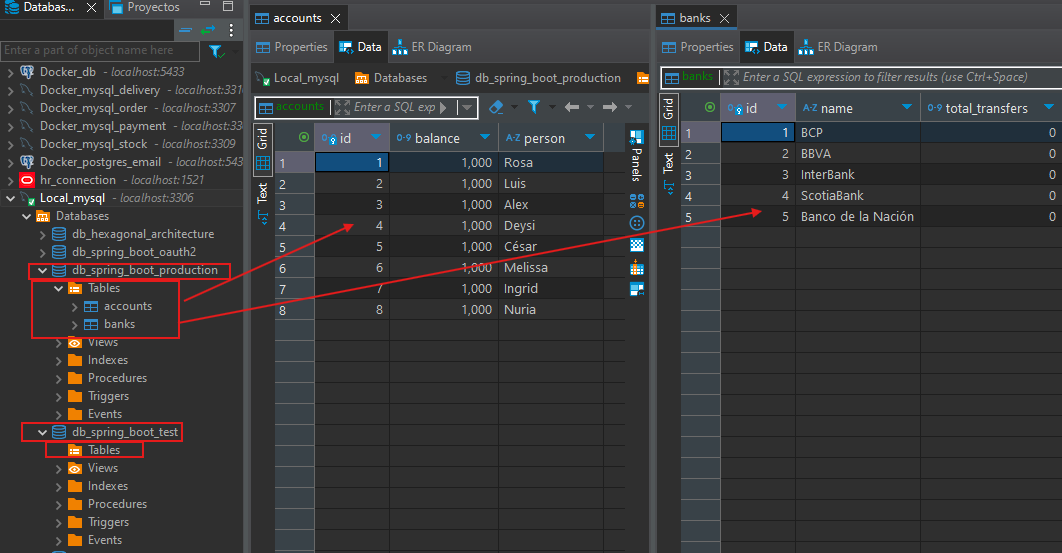 Databas...
Proyectos
Enter a part of object name here
Docker_db - localhost:5433
Docker_mysql_delivery - localhost:331
Docker_mysql_order - localhost:3307
Docker_mysql_payment - localhost:33
Docker_mysql_stock - localhost:3309
Docker_postgres_email - localhost:543
hr_connection - localhost:1521
Local_mysql - localhost:3306
Databases
db_hexagonal_architecture
db_spring_boot_oauth2
db_spring_boot_production
Tables
accounts
banks
Views
Indexes
Procedures
Triggers
Events
db_spring_boot_test
Tables
Views
Indexes
Procedures
Triggers
Events
accounts
Properties Data ER Diagram
Local_mysql Databases db_spring_boot_production
accounts Enter a SQL exp
Grid
Text
id balance person
1 1 1,000 Rosa
2 2 1,000 Luis
3 3 1,000 Alex
4 4 1,000 Deysi
5 5 1,000 César
6 6 1,000 Melissa
7 7 1,000 Ingrid
8 8 1,000 Nuria
Panels
banks
Properties Data ER Diagram
banks Enter a SQL expression to filter results (use Ctrl+Space)
Grid
Text
id name total_transfers
1 1 BCP 0
2 2 BBVA 0
3 3 InterBank 0
4 4 ScotiaBank 0
5 5 Banco de la Nación 0